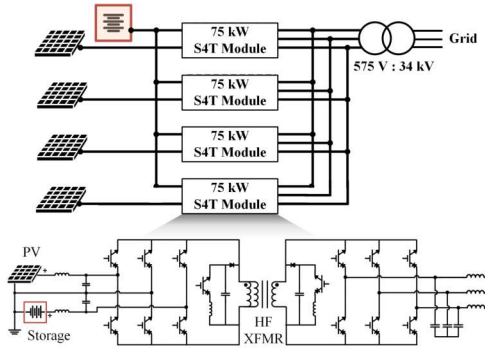 75 kW
S4T Module
Grid
575 V : 34 kV
75 kW
S4T Module
75 kW
S4T Module
75 kW
S4T Module
PV
+
+
Storage
HF
XFMR